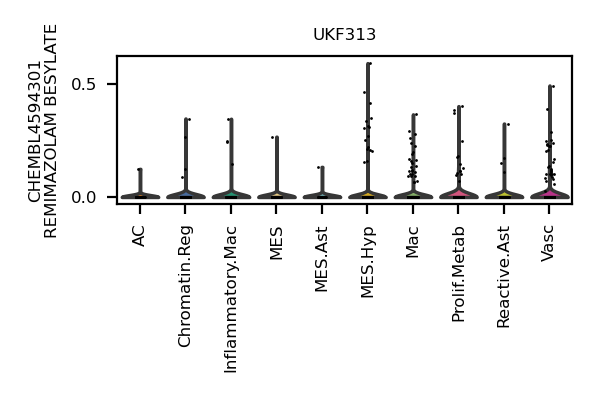 UKF313
CHEMBL4594301
REMIMAZOLAM BESYLATE
0.5
0.0
AC
Chromatin.Reg
Inflammatory.Mac
MES
MES.Ast
MES.Hyp
Mac
Prolif.Metab
Reactive.Ast
Vasc